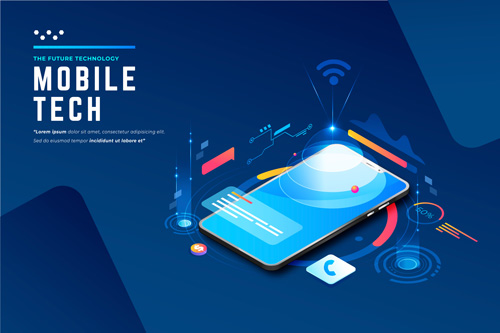 THE FUTURE TECHNOLOGY
MOBILE
TECH
"Lorem ipsum dolor sit amet, consectetur adipiscing elit.
Sed do eiusmod tempor incididunt ut labore et"
$
60%